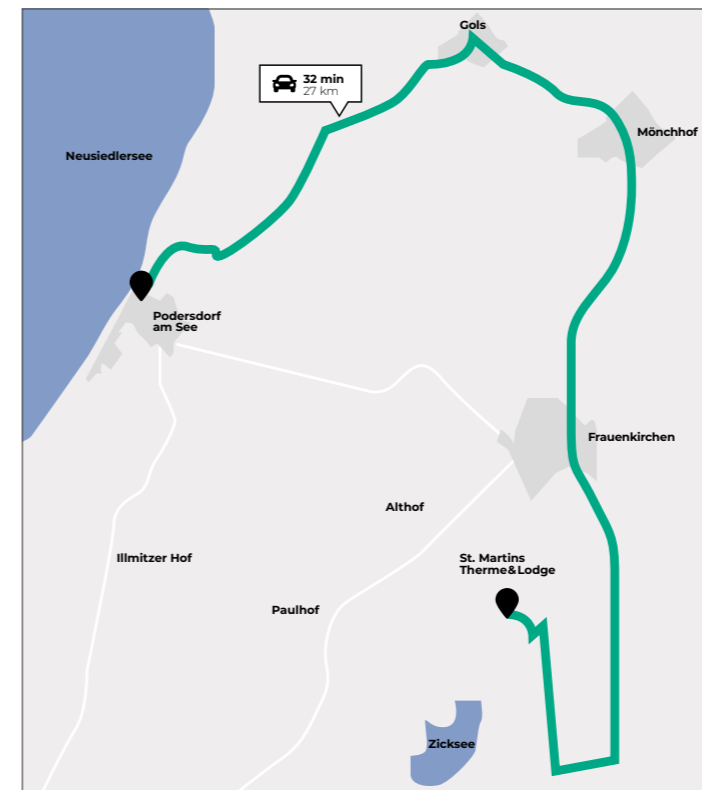 Gols
32 min
27 km
Mönchhof
Neusiedlersee
Podersdorf
am See
Frauenkirchen
Althof
Illmitzer Hof
St. Martins
Therme&Lodge
Paulhof
Zicksee